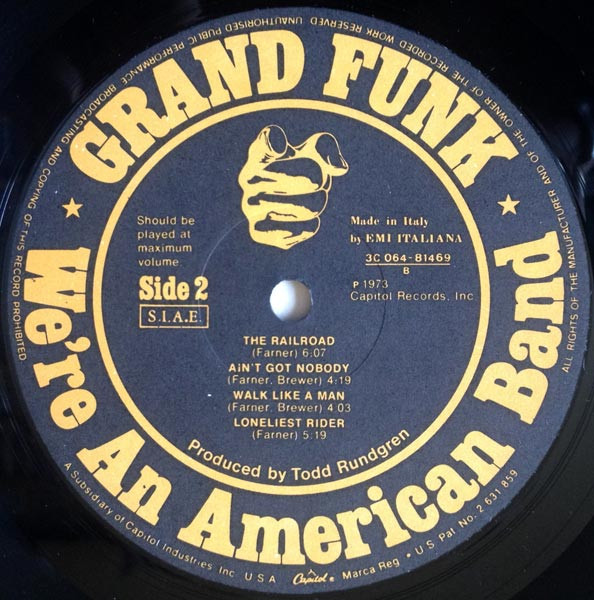 GRAND FUNK
We're An American Band
Should be
played at
maximum
volume
Side 2
S.I.A.E.
Made in Italy
by EMI ITALIANA
3C 064-81469
B
P 1973
Capitol Records, Inc
THE RAILROAD
(Farner) 6:07
AiN'T GOT NOBODY
(Farner, Brewer) 4:19
WALK LIKE A MAN
(Farner, Brewer) 4:03
LONELIEST RIDER
(Farner) 5:19
Produced by Todd Rundgren
ALL RIGHTS OF THE MANUFACTURER AND OF THE OWNER OF THE RECORDED WORK RESERVED UNAUTHORISED PUBLIC PERFORMANCE BROADCASTING AND COPYING OF THIS RECORD PROHIBITED
A Subsidiary of Capitol Industries Inc U S A Capitol Marca Reg • U S Pat No. 2 631 859